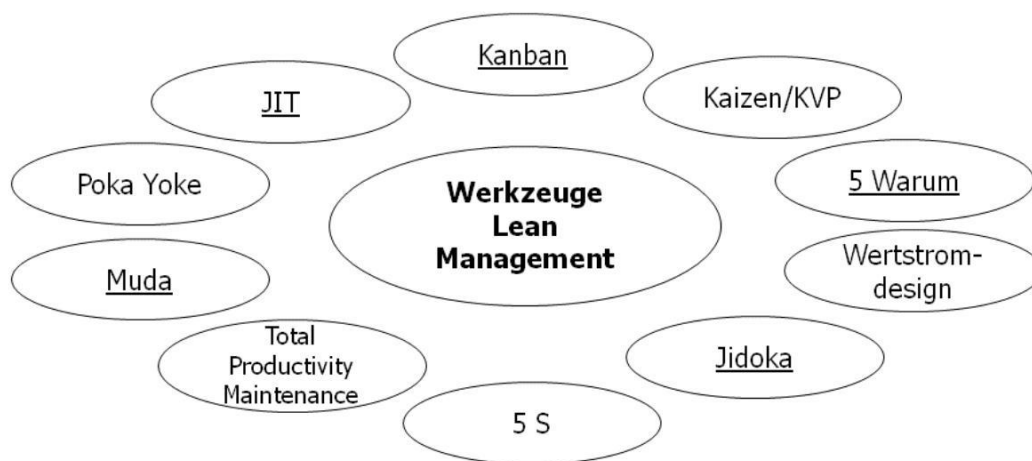 Kanban
JIT
Kaizen/KVP
Poka Yoke
5 Warum
Werkzeuge
Lean
Management
Muda
Wertstrom-
design
Total
Productivity
Maintenance
Jidoka
5 S